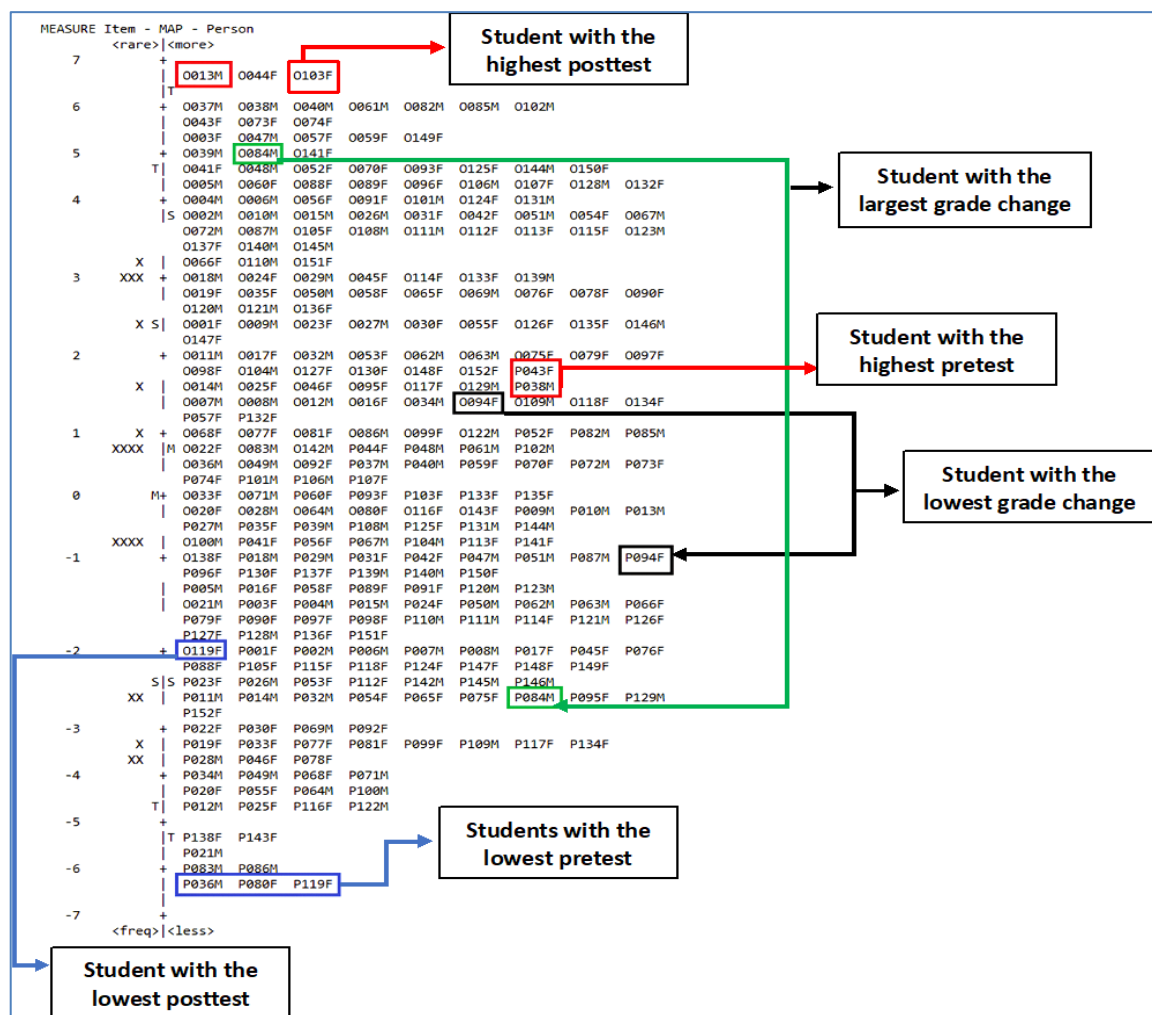 MEASURE Item - MAP - Person
<rare>|<more>
7 +
| O013M O044F O103F
|T
6 + O037M O038M O040M O061M O082M O085M O102M
| O043F O073F O074F
| O003F O047M O057F O059F O149F
5 + O039M O084M O141F
T| O041F O048M O052F O070F O093F O125F O144M O150F
| O005M O060F O088F O089F O096F O106M O107F O128M O132F
4 + O004M O006M O056F O091F O101M O124F O131M
|S O002M O010M O015M O026M O031F O042F O051M O054F O067M
O072M O087M O105F O108M O111M O112F O113F O115F O123M
O137F O140M O145M
X | O066F O110M O151F
3 XXX + O018M O024F O029M O045F O114F O133F O139M
| O019F O035F O050M O058F O065F O069M O076F O078F O090F
O120M O121M O136F
X S| O001F O009M O023F O027M O030F O055F O126F O135F O146M
O147F
2 + O011M O017F O032M O053F O062M O063M O075F O079F O097F
O098F O104M O127F O130F O148F O152F P043F
X | O014M O025F O046F O095F O117F O129M P038M
| O007M O008M O012M O016F O034M O094F O109M O118F O134F
P057F P132F
1 X + O068F O077F O081F O086M O099F O122M P052F P082M P085M
XXXX |M O022F O083M O142M P044F P048M P061M P102M
| O036M O049M O092F P037M P040M P059F P070F P072M P073F
P074F P101M P106M P107F
0 M+ O033F O071M P060F P093F P103F P133F P135F
| O020F O028M O064M O080F O116F O143F P009M P010M P013M
P027M P035F P039M P108M P125F P131M P144M
XXXX | O100M P041F P056F P067M P104M P113F P141F
-1 + O138F P018M P029M P031F P042F P047M P051M P087M P094F
P096F P130F P137F P139M P140M P150F
| P005M P016F P058F P089F P091F P120M P123M
| O021M P003F P004M P015M P024F P050M P062M P063M P066F
P079F P090F P097F P098F P110M P111M P114F P121M P126F
P127F P128M P136F P151F
-2 + O119F P001F P002M P006M P007M P008M P017F P045F P076F
P088F P105F P115F P118F P124F P147F P148F P149F
S|S P023F P026M P053F P112F P142M P145M P146M
XX | P011M P014M P032M P054F P065F P075F P084M P095F P129M
P152F
-3 + P022F P030F P069M P092F
X | P019F P033F P077F P081F P099F P109M P117F P134F
XX | P028M P046F P078F
-4 + P034M P049M P068F P071M
| P020F P055F P064M P100M
T| P012M P025F P116F P122M
-5 +
|T P138F P143F
| P021M
-6 + P083M P086M
| P036M P080F P119F
|
-7 +
<freq>|<less>
Student with the
highest posttest
Student with the
largest grade change
Student with the
highest pretest
Student with the
lowest grade change
Students with the
lowest pretest
Student with the
lowest posttest